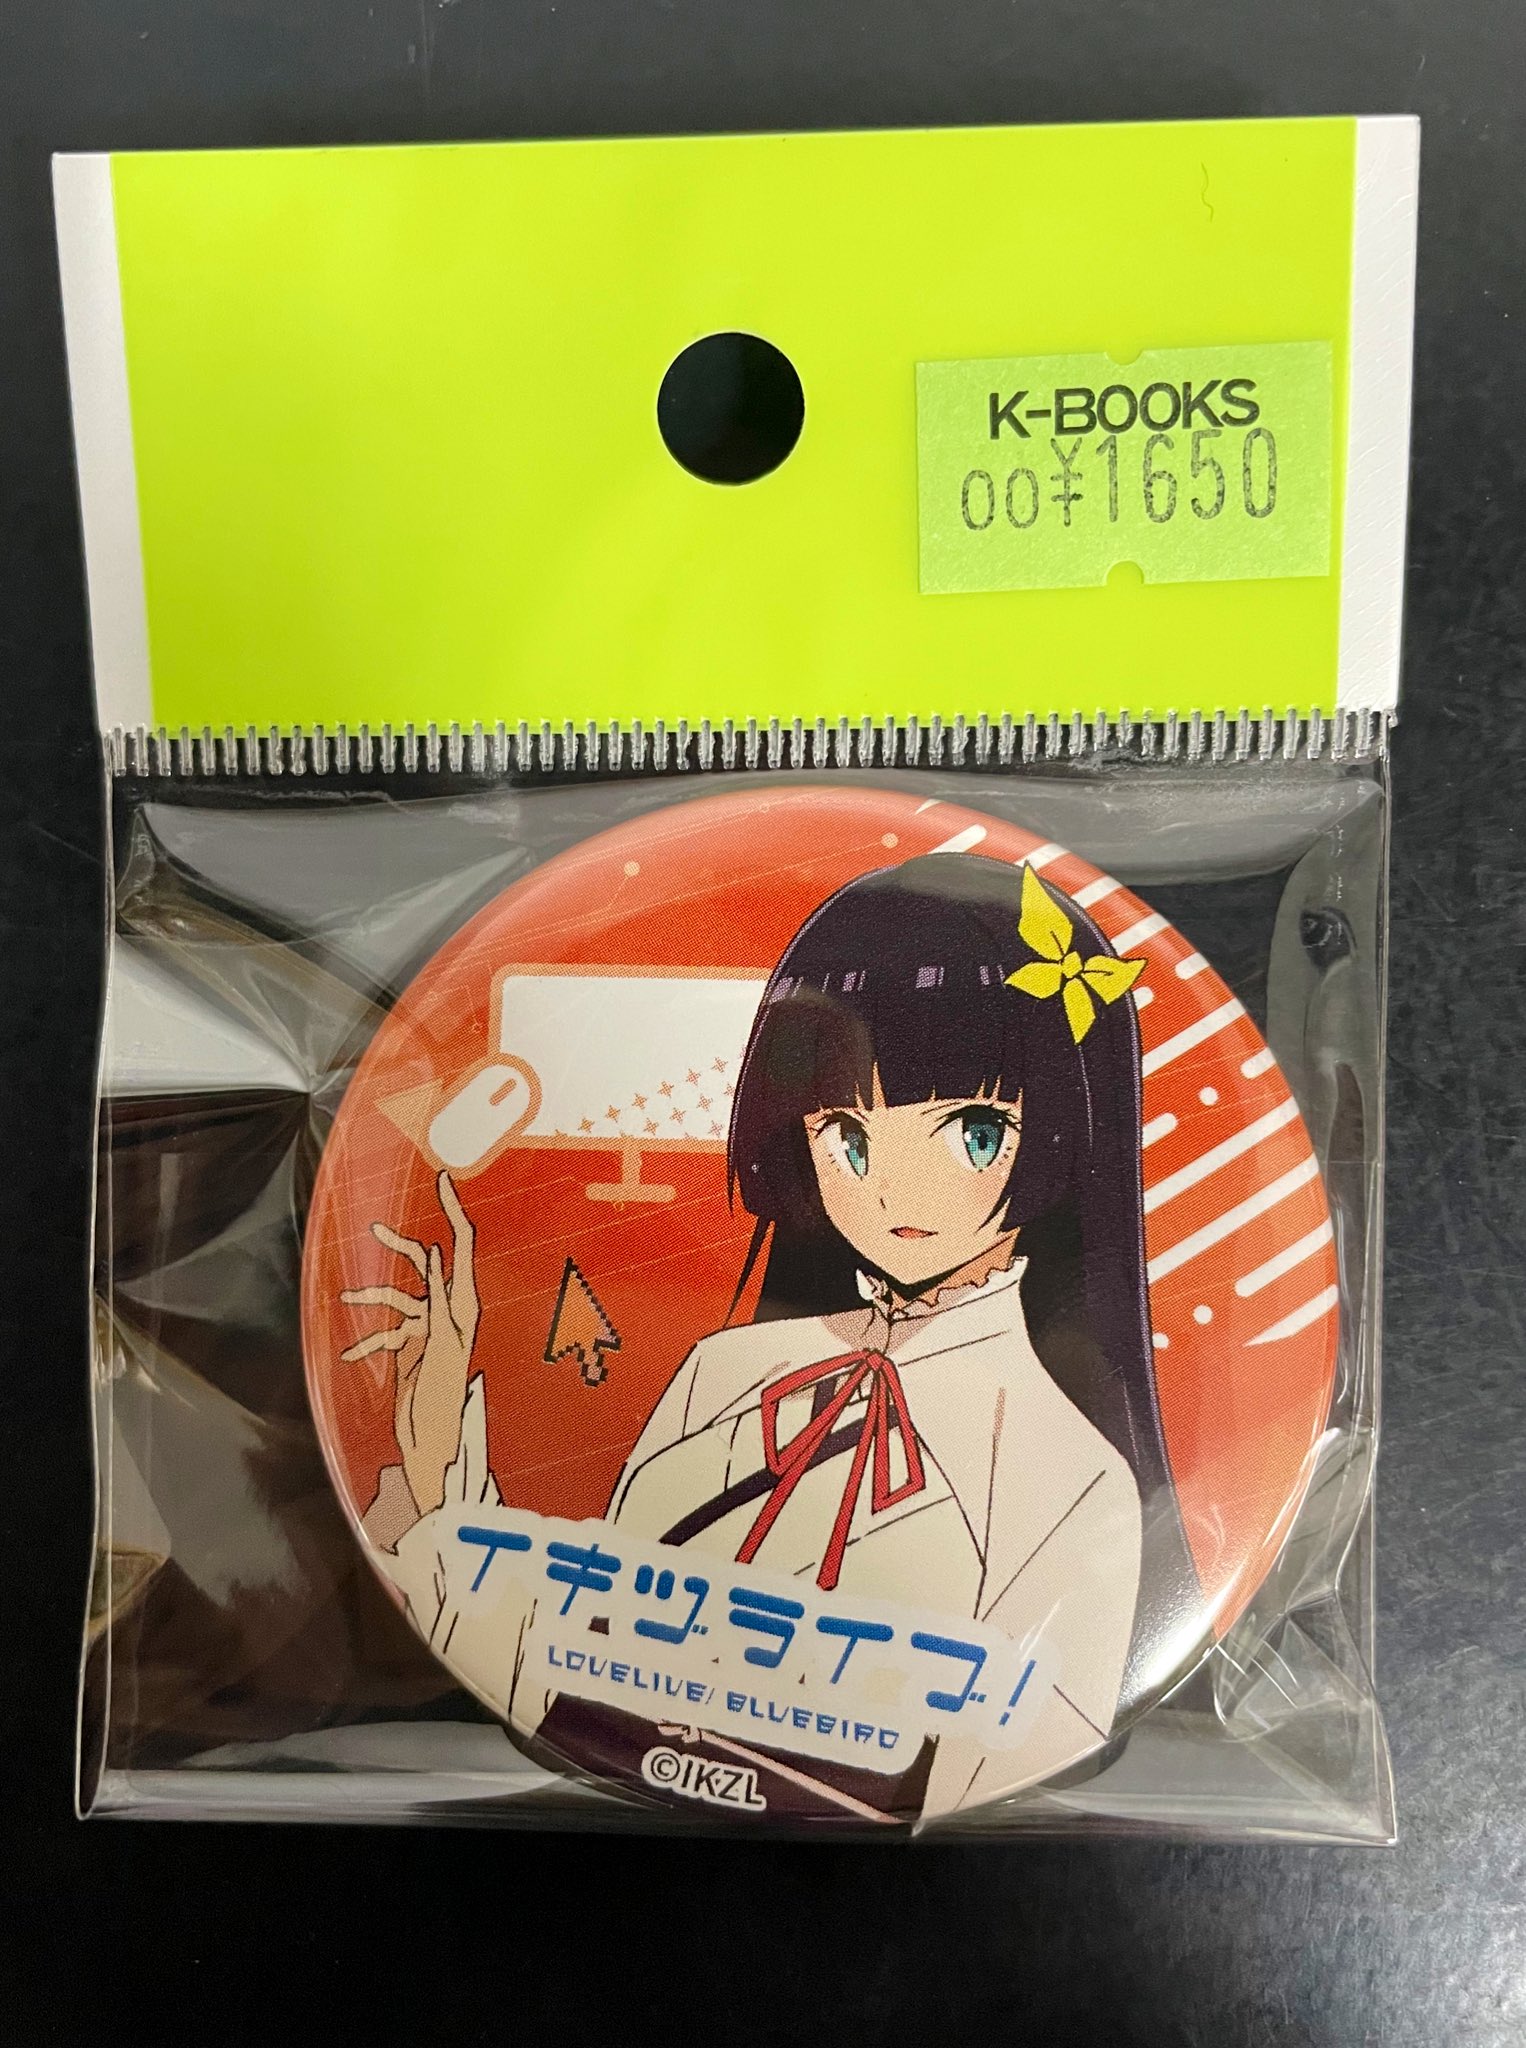 K-BOOKS
00¥1650
イキヅライブ!
LOVELIVE! BLUEBIRD
©IKZL